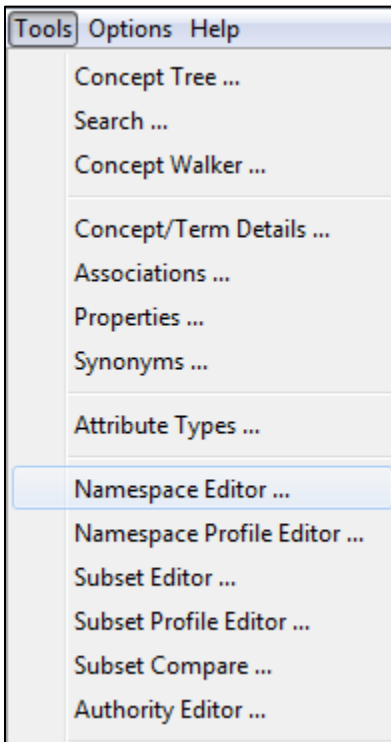 Tools Options Help
Concept Tree ...
Search ...
Concept Walker ...
Concept/Term Details ...
Associations ...
Properties ...
Synonyms ...
Attribute Types ...
Namespace Editor ...
Namespace Profile Editor ...
Subset Editor ...
Subset Profile Editor ...
Subset Compare ...
Authority Editor ...